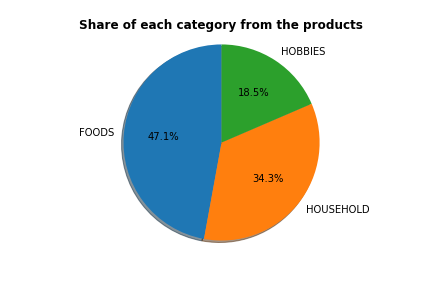 Share of each category from the products
HOBBIES
18.5%
FOODS
47.1%
34.3%
HOUSEHOLD